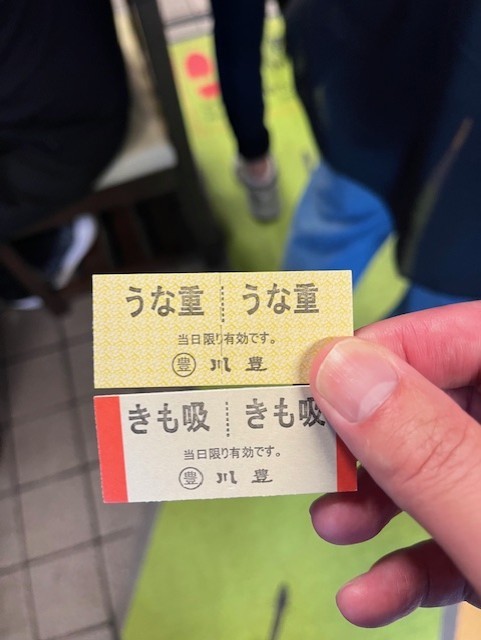 うな重 うな重
当日限り有効です。
豊 川豊
きも吸 きも吸
当日限り有効です。
豊 川豊